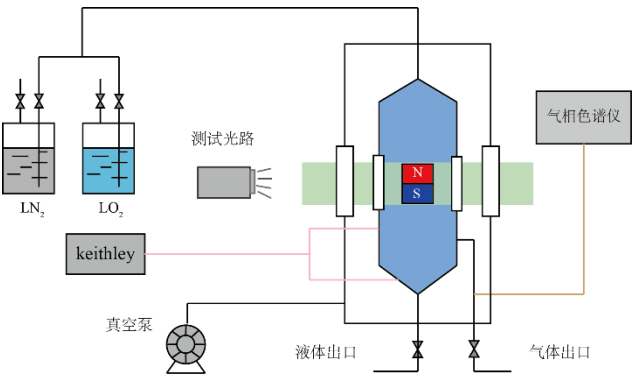 气相色谱仪
测试光路
N
S
LN₂
LO₂
keithley
真空泵
液体出口
气体出口